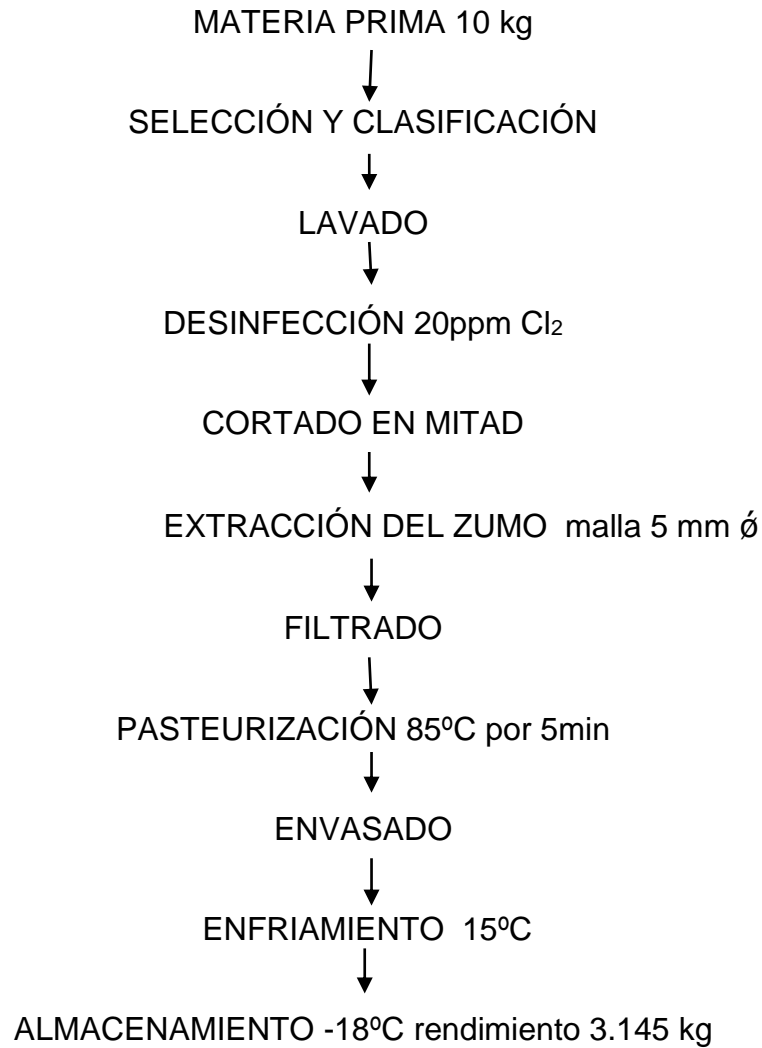 MATERIA PRIMA 10 kg
SELECCIÓN Y CLASIFICACIÓN
LAVADO
DESINFECCIÓN 20ppm Cl₂
CORTADO EN MITAD
EXTRACCIÓN DEL ZUMO malla 5 mm ǿ
FILTRADO
PASTEURIZACIÓN 85ºC por 5min
ENVASADO
ENFRIAMIENTO 15ºC
ALMACENAMIENTO -18ºC rendimiento 3.145 kg